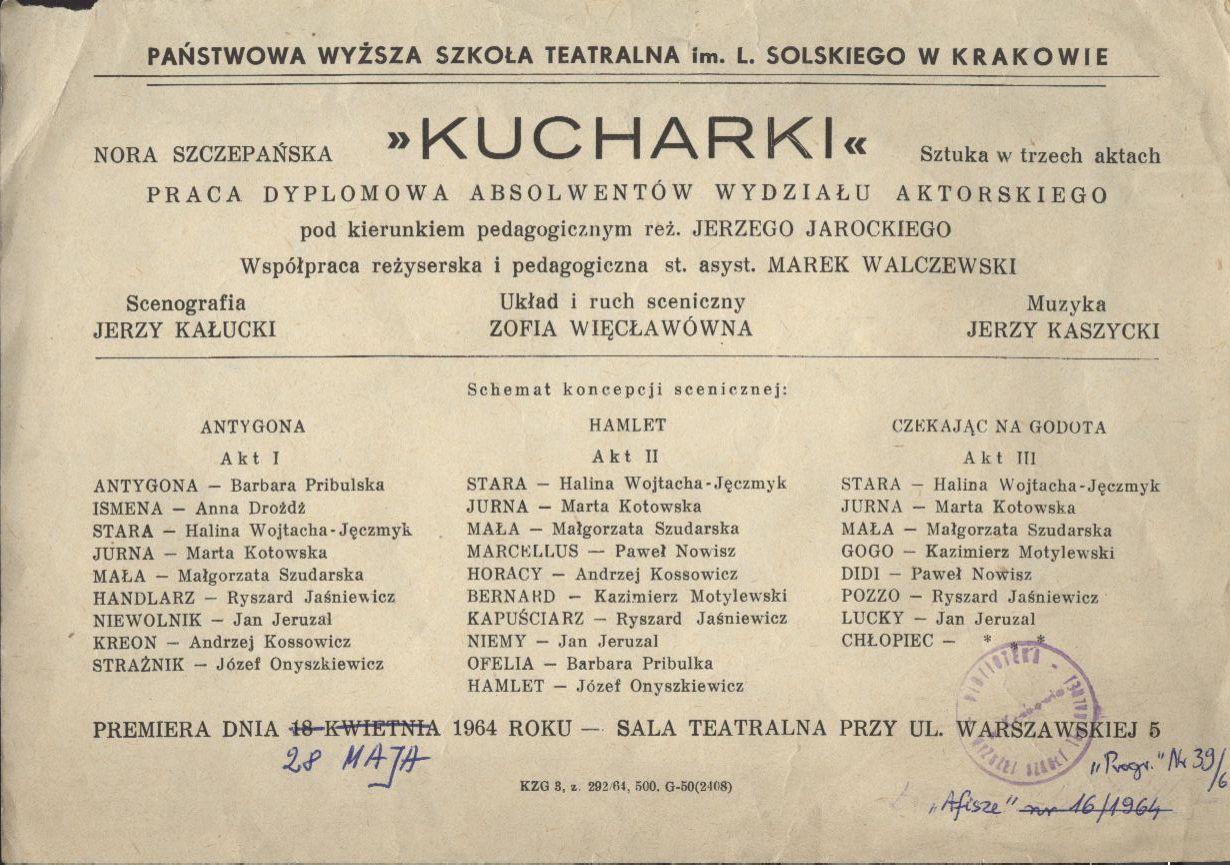 PAŃSTWOWA WYŻSZA SZKOŁA TEATRALNA im. L. SOLSKIEGO W KRAKOWIE
NORA SZCZEPAŃSKA »KUCHARKI« Sztuka w trzech aktach
PRACA DYPLOMOWA ABSOLWENTÓW WYDZIAŁU AKTORSKIEGO
pod kierunkiem pedagogicznym reż. JERZEGO JAROCKIEGO
Współpraca reżyserska i pedagogiczna st. asyst. MAREK WALCZEWSKI
Scenografia Układ i ruch sceniczny Muzyka
JERZY KAŁUCKI ZOFIA WIĘCŁAWÓWNA JERZY KASZYCKI
Schemat koncepcji scenicznej:
ANTYGONA
Akt I
ANTYGONA — Barbara Pribulska
ISMENA — Anna Drożdż
STARA — Halina Wojtacha-Jęczmyk
JURNA — Marta Kotowska
MAŁA — Małgorzata Szudarska
HANDLARZ — Ryszard Jaśniewicz
NIEWOLNIK — Jan Jeruzal
KREON — Andrzej Kossowicz
STRAŻNIK — Józef Onyszkiewicz
HAMLET
Akt II
STARA — Halina Wojtacha-Jęczmyk
JURNA — Marta Kotowska
MAŁA — Małgorzata Szudarska
MARCELLUS — Paweł Nowisz
HORACY — Andrzej Kossowicz
BERNARD — Kazimierz Motylewski
KAPUŚCIARZ — Ryszard Jaśniewicz
NIEMY — Jan Jeruzal
OFELIA — Barbara Pribulka
HAMLET — Józef Onyszkiewicz
CZEKAJĄC NA GODOTA
Akt III
STARA — Halina Wojtacha-Jęczmyk
JURNA — Marta Kotowska
MAŁA — Małgorzata Szudarska
GOGO — Kazimierz Motylewski
DIDI — Paweł Nowisz
POZZO — Ryszard Jaśniewicz
LUCKY — Jan Jeruzal
CHŁOPIEC — * * *
PREMIERA DNIA 18 KWIETNIA 1964 ROKU — SALA TEATRALNA PRZY UL. WARSZAWSKIEJ 5
28 MAJA
BIBLIOTEKA
KZG 3, z. 292/64, 500, G-50(2408)
„Progr." Nr 39/6
„Afisze" nr 16/1964